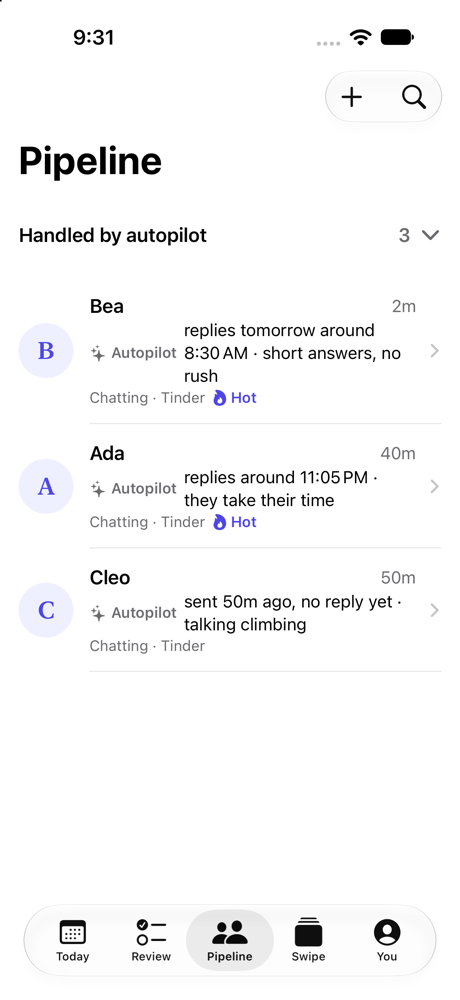 9:31
Pipeline
Handled by autopilot 3
Bea 2m
B
Autopilot replies tomorrow around
8:30 AM · short answers, no
rush
Chatting · Tinder Hot
Ada 40m
A
Autopilot replies around 11:05 PM ·
they take their time
Chatting · Tinder Hot
Cleo 50m
C
Autopilot sent 50m ago, no reply yet ·
talking climbing
Chatting · Tinder
Today Review Pipeline Swipe You